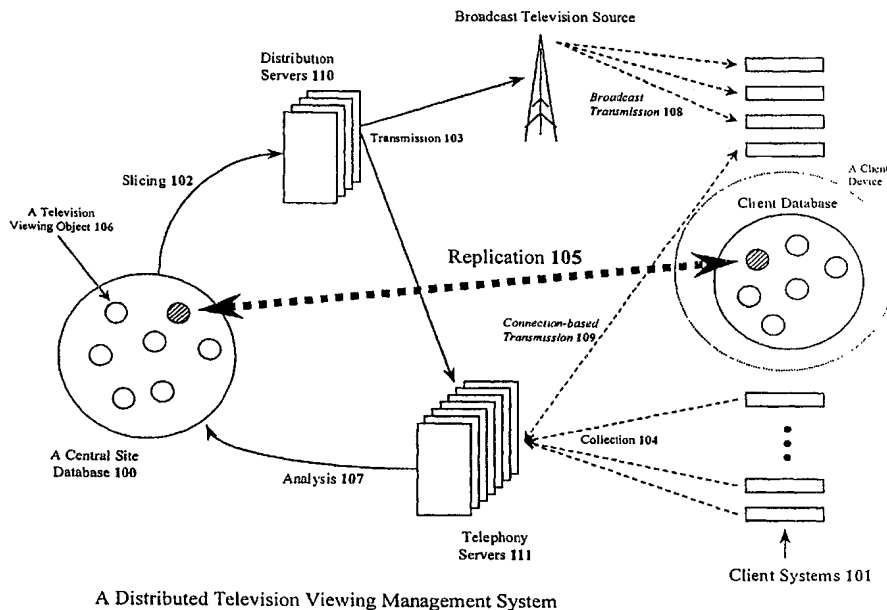 Broadcast Television Source
Distribution
Servers 110
Broadcast
Transmission 108
Transmission 103
Slicing 102
A Client
Device
Client Database
A Television
Viewing Object 106
Replication 105
Connection-based
Transmission 109
Collection 104
A Central Site
Database 100
Analysis 107
Telephony
Servers 111
Client Systems 101
A Distributed Television Viewing Management System